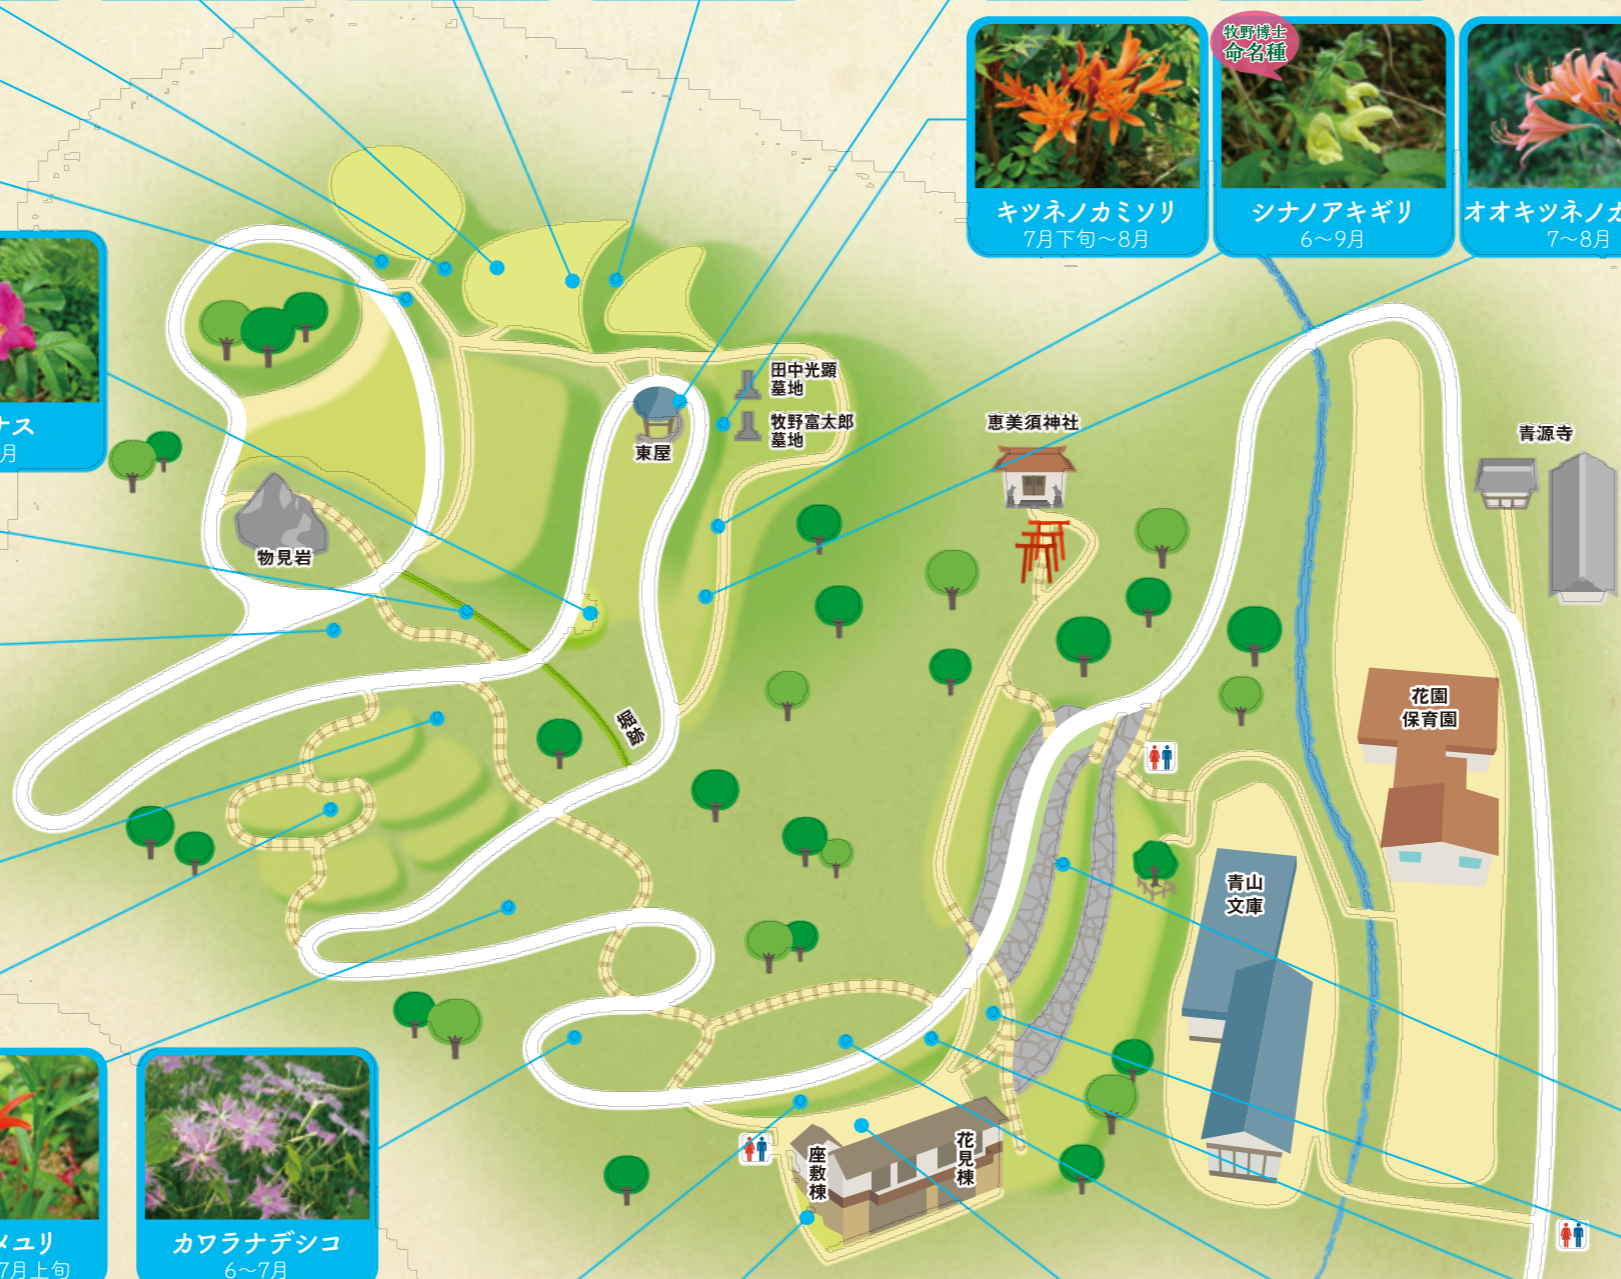 牧野博士
命名種
キツネノカミソリ
7月下旬〜8月
シナノアキギリ
6〜9月
オオキツネノカ
7〜8月
ナス
月
田中光顕
墓地
牧野富太郎
墓地
東屋
恵美須神社
青源寺
物見岩
堀跡
花園
保育園
青山
文庫
座敷棟
花見棟
メユリ
7月上旬
カワラナデシコ
6〜7月